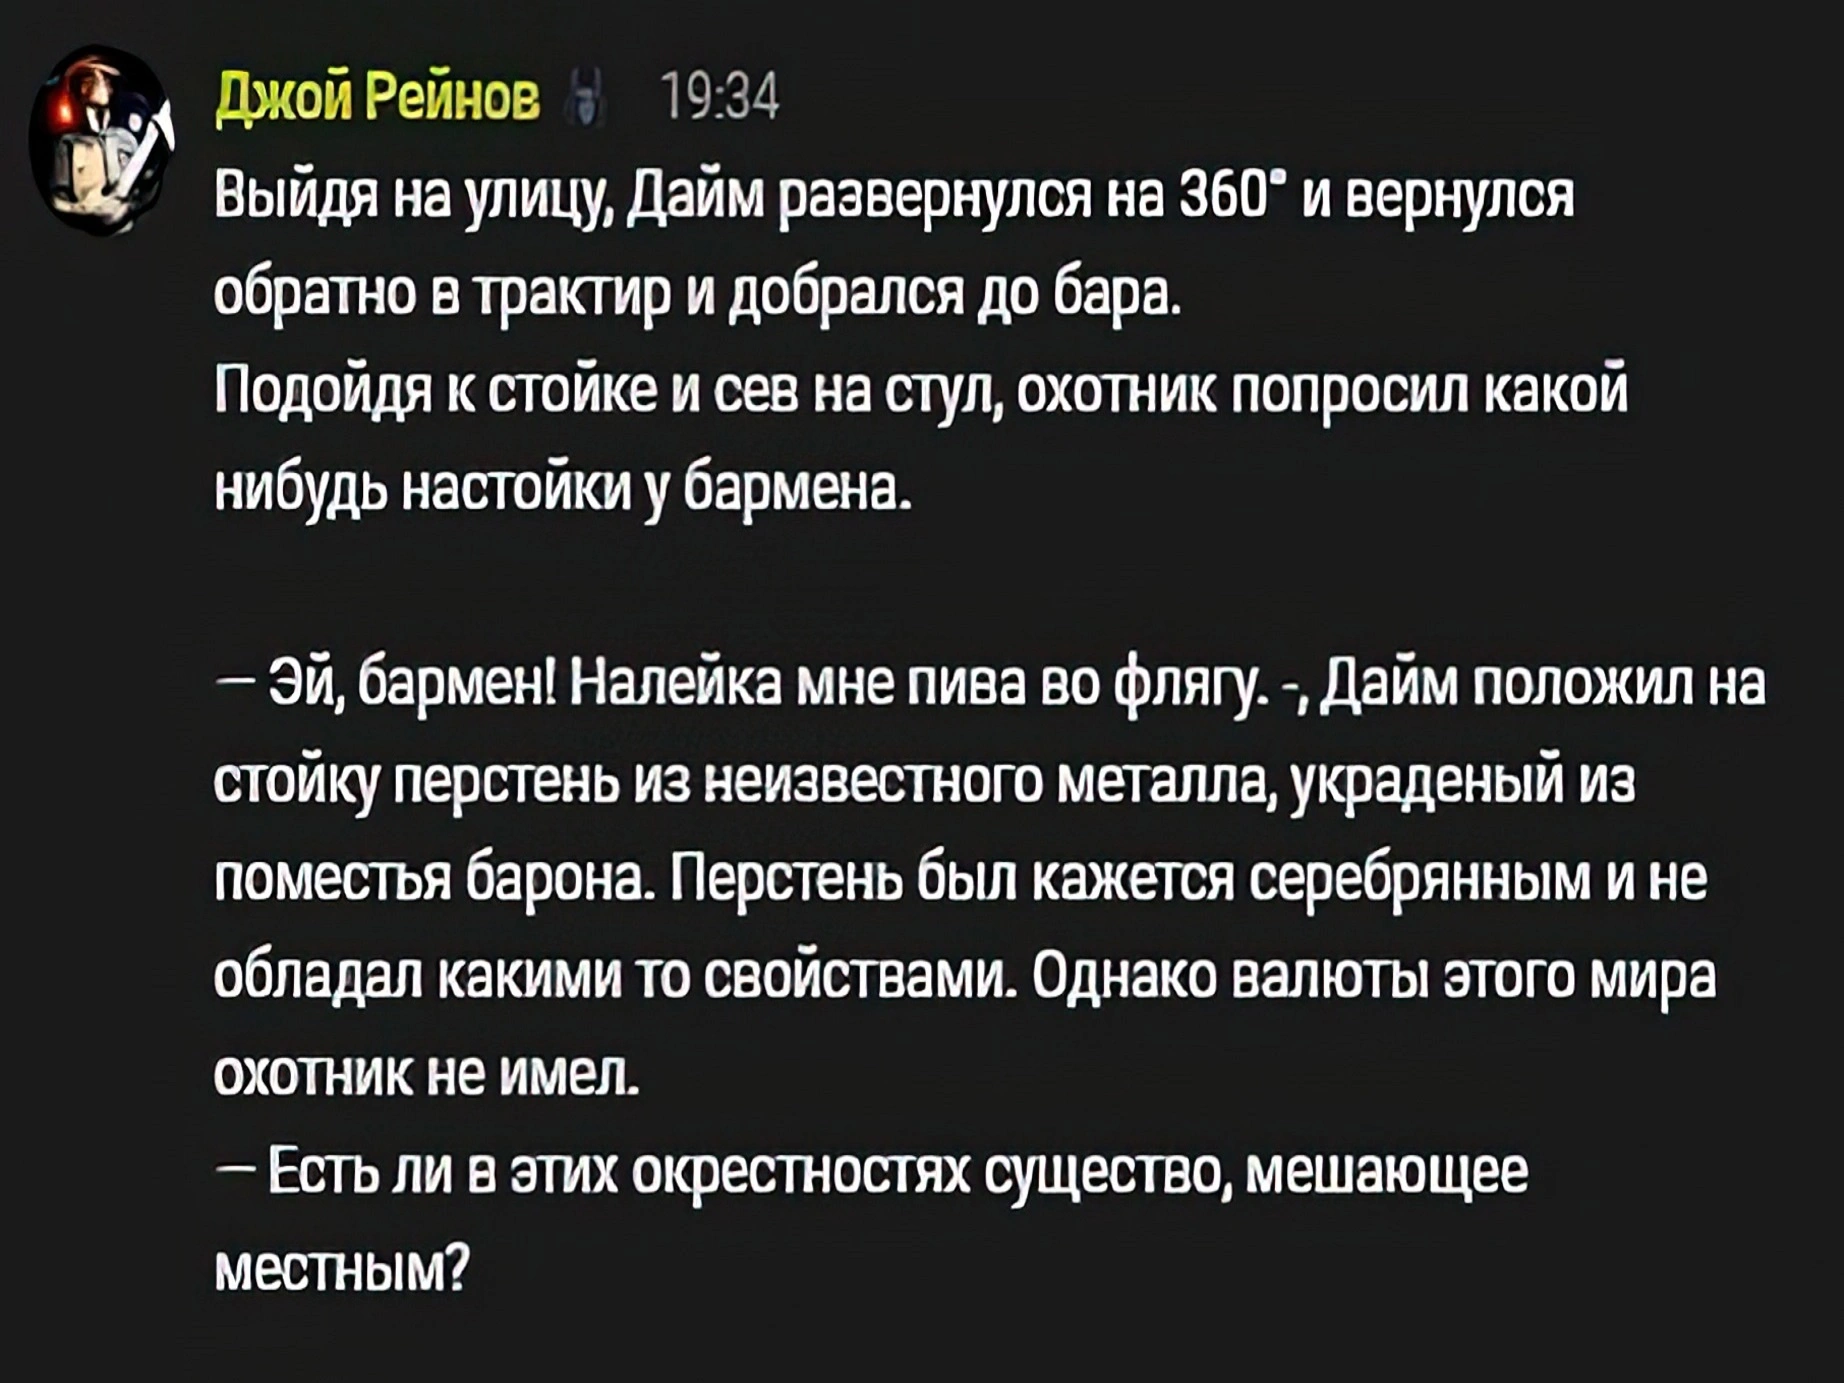 Джой Рейнов 19:34
Выйдя на улицу, Дайм развернулся на 360° и вернулся
обратно в трактир и добрался до бара.
Подойдя к стойке и сев на стул, охотник попросил какой
нибудь настойки у бармена.
— Эй, бармен! Налейка мне пива во флягу. -, Дайм положил на
стойку перстень из неизвестного металла, украденый из
поместья барона. Перстень был кажется серебрянным и не
обладал какими то свойствами. Однако валюты этого мира
охотник не имел.
— Есть ли в этих окрестностях существо, мешающее
местным?